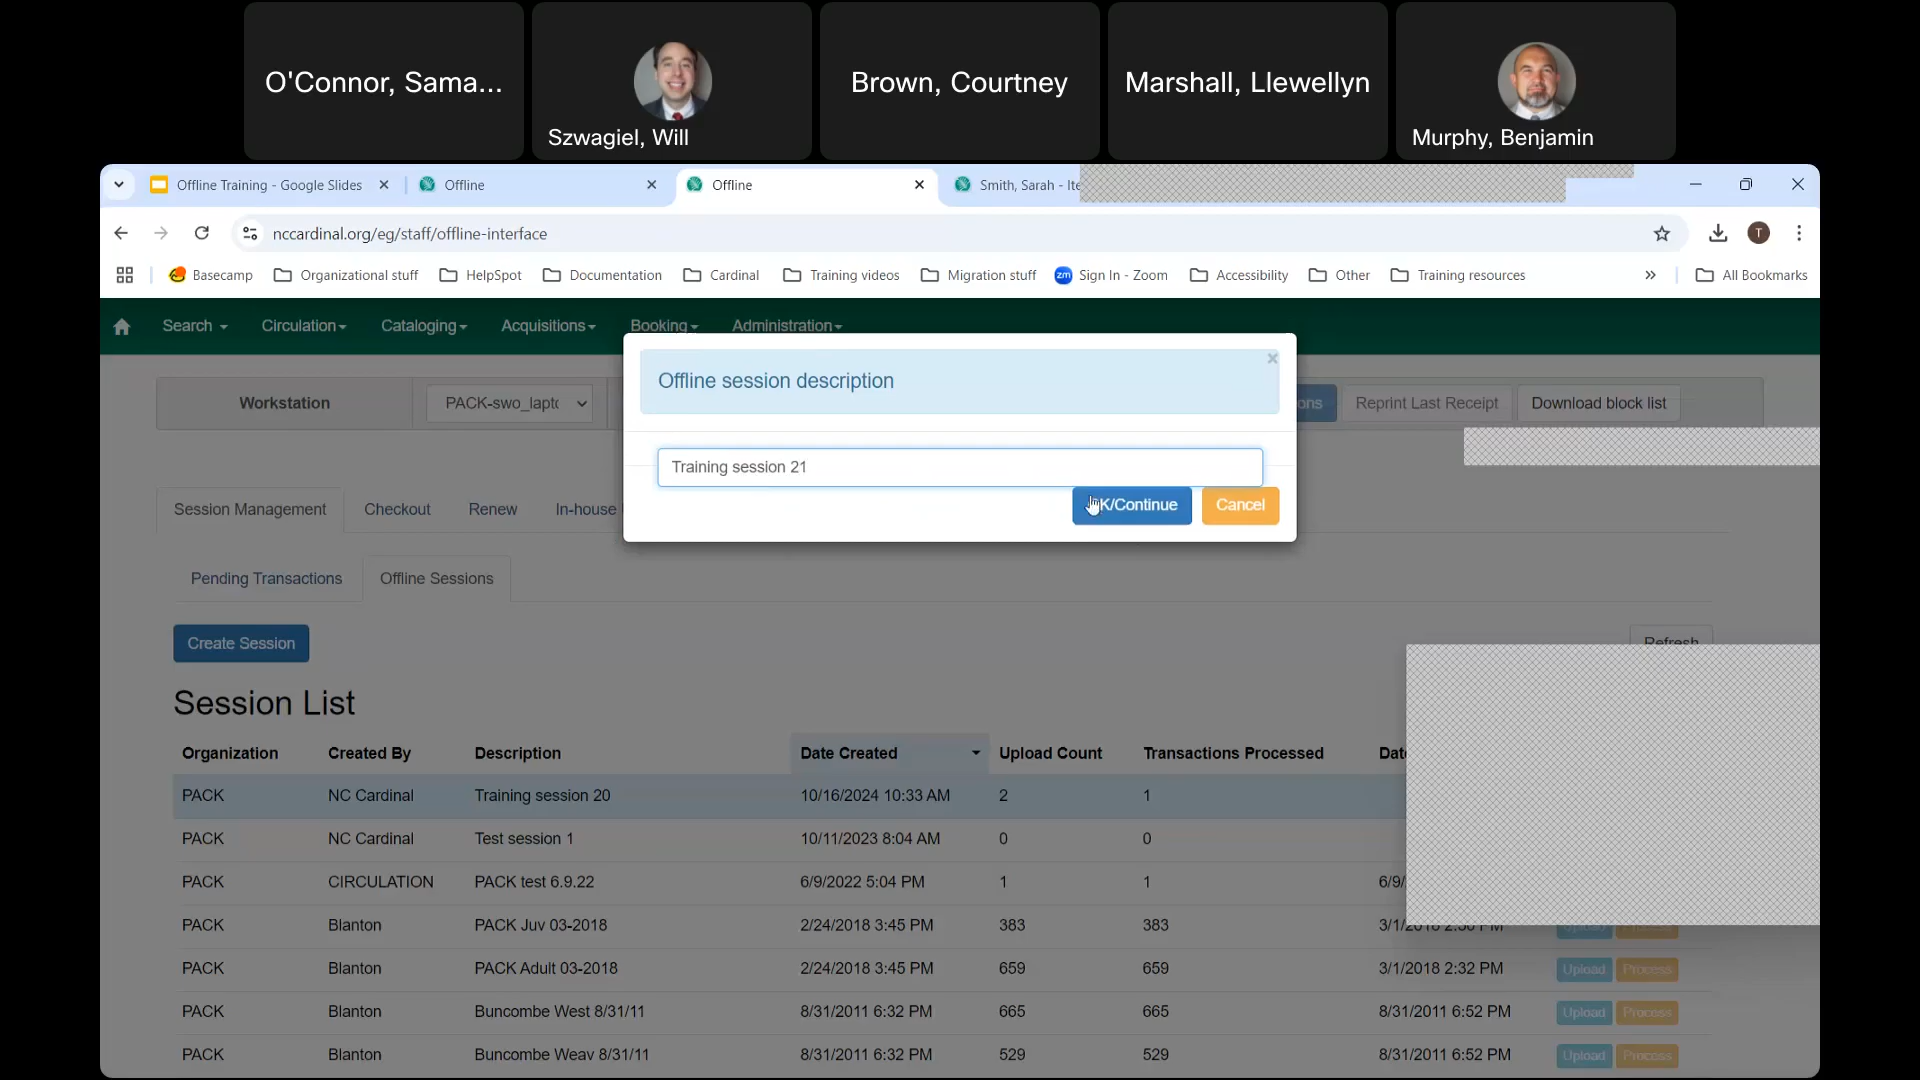 O'Connor, Sama...
Szwagiel, Will
Brown, Courtney
Marshall, Llewellyn
Murphy, Benjamin
Offline Training - Google Slides
Offline
Offline
Smith, Sarah - Ite
nccardinal.org/eg/staff/offline-interface
T
Basecamp
Organizational stuff
HelpSpot
Documentation
Cardinal
Training videos
Migration stuff
zm
Sign In - Zoom
Accessibility
Other
Training resources
All Bookmarks
Search
Circulation
Cataloging
Acquisitions
Booking
Administration
Offline session description
Workstation
PACK-swo_lapt
ons
Reprint Last Receipt
Download block list
Training session 21
K/Continue
Cancel
Session Management
Checkout
Renew
In-house
Pending Transactions
Offline Sessions
Create Session
Refresh
Session List
Organization Created By Description Date Created Upload Count Transactions Processed Date
PACK NC Cardinal Training session 20 10/16/2024 10:33 AM 2 1
PACK NC Cardinal Test session 1 10/11/2023 8:04 AM 0 0
PACK CIRCULATION PACK test 6.9.22 6/9/2022 5:04 PM 1 1 6/9/
PACK Blanton PACK Juv 03-2018 2/24/2018 3:45 PM 383 383 3/1/2018 2:30 PM Upload Process
PACK Blanton PACK Adult 03-2018 2/24/2018 3:45 PM 659 659 3/1/2018 2:32 PM Upload Process
PACK Blanton Buncombe West 8/31/11 8/31/2011 6:32 PM 665 665 8/31/2011 6:52 PM Upload Process
PACK Blanton Buncombe Weav 8/31/11 8/31/2011 6:32 PM 529 529 8/31/2011 6:52 PM Upload Process